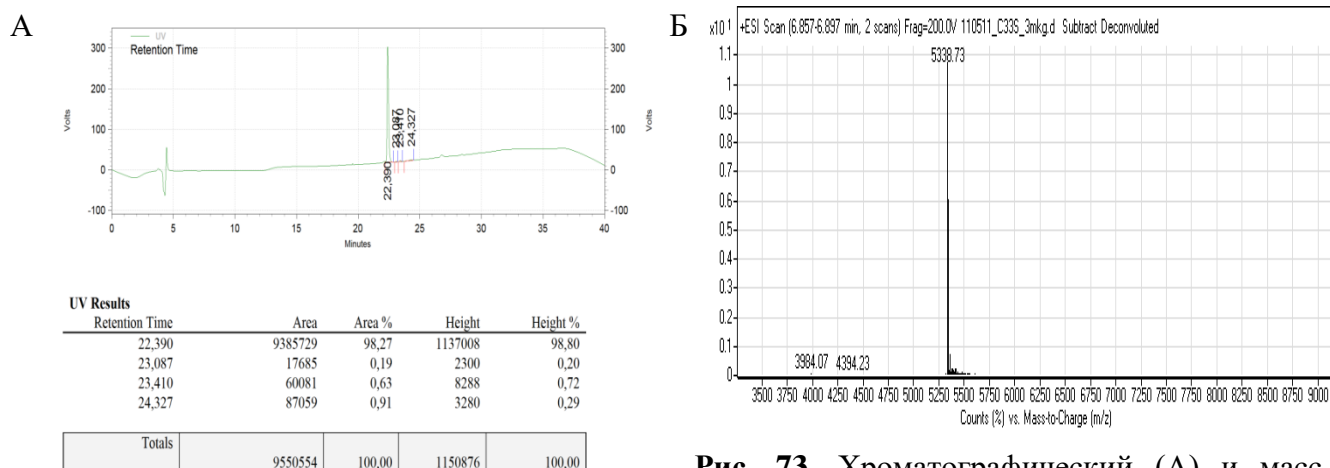 А
UV
Retention Time
300
200
100
0
-100
Volts
300
200
100
0
-100
Volts
22,390
23,087
23,410
24,327
0 5 10 15 20 25 30 35 40
Minutes
UV Results
Retention Time Area Area % Height Height %
22,390 9385729 98,27 1137008 98,80
23,087 17685 0,19 2300 0,20
23,410 60081 0,63 8288 0,72
24,327 87059 0,91 3280 0,29
Totals
9550554 100,00 1150876 100,00
Б
x10 1 +ESI Scan (6.857-6.897 min, 2 scans) Frag=200.0V 110511_C33S_3mkg.d Subtract Deconvoluted
1.1
1
0.9
0.8
0.7
0.6
0.5
0.4
0.3
0.2
0.1
0
5338.73
3984.07 4394.23
3500 3750 4000 4250 4500 4750 5000 5250 5500 5750 6000 6250 6500 6750 7000 7250 7500 7750 8000 8250 8500 8750 9000
Counts (%) vs. Mass-to-Charge (m/z)
Рис. 73. Хроматографический (А) и масс-